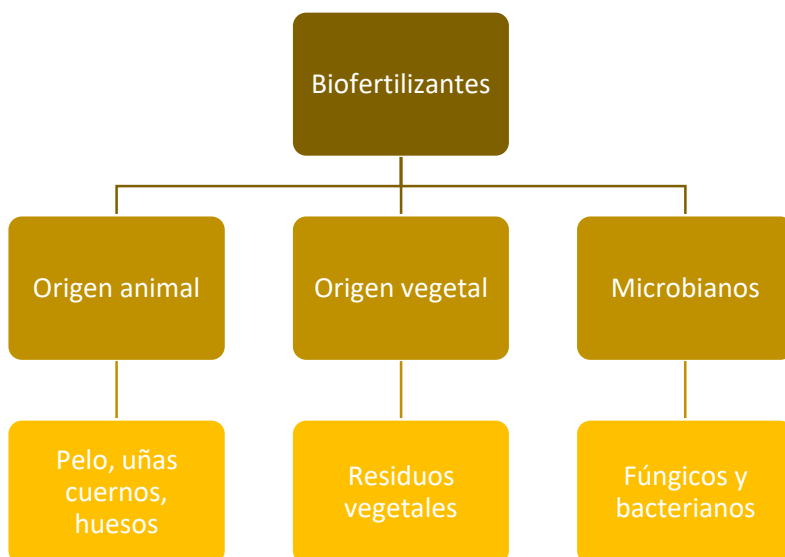 Biofertilizantes
Origen animal
Origen vegetal
Microbianos
Pelo, uñas
cuernos,
huesos
Residuos
vegetales
Fúngicos y
bacterianos